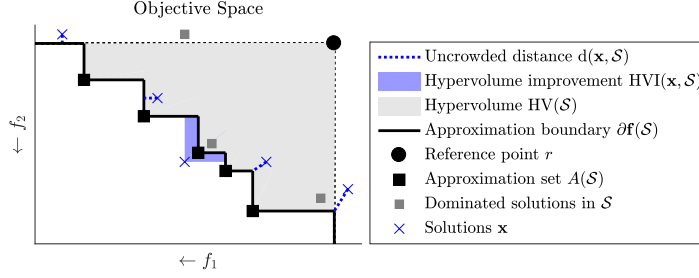 Objective Space
← f₂
← f₁
Uncrowded distance d(x, 𝒮)
Hypervolume improvement HVI(x, 𝒮)
Hypervolume HV(𝒮)
Approximation boundary ∂f(𝒮)
Reference point r
Approximation set A(𝒮)
Dominated solutions in 𝒮
Solutions x